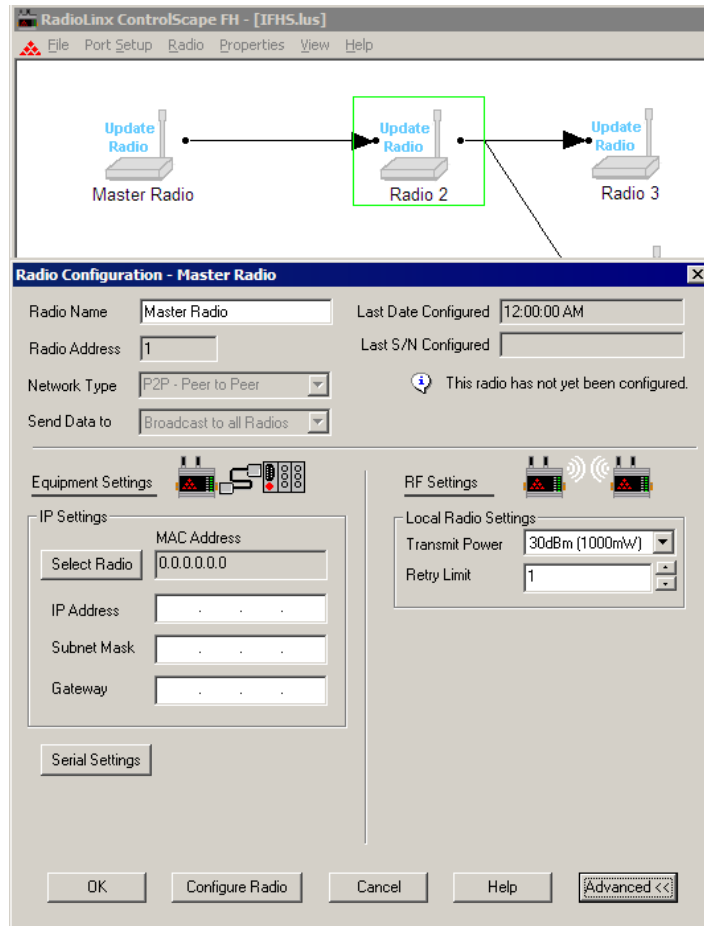 RadioLinx ControlScape FH - [IFHS.lus]
File Port Setup Radio Properties View Help
Update Radio
Master Radio
Update Radio
Radio 2
Update Radio
Radio 3
Radio Configuration - Master Radio
Radio Name Master Radio
Last Date Configured 12:00:00 AM
Radio Address 1
Last S/N Configured
Network Type P2P - Peer to Peer
This radio has not yet been configured.
Send Data to Broadcast to all Radios
Equipment Settings
RF Settings
IP Settings
MAC Address
Select Radio 0.0.0.0.0.0
IP Address . . .
Subnet Mask . . .
Gateway . . .
Serial Settings
Local Radio Settings
Transmit Power 30dBm (1000mW)
Retry Limit 1
OK Configure Radio Cancel Help Advanced <<